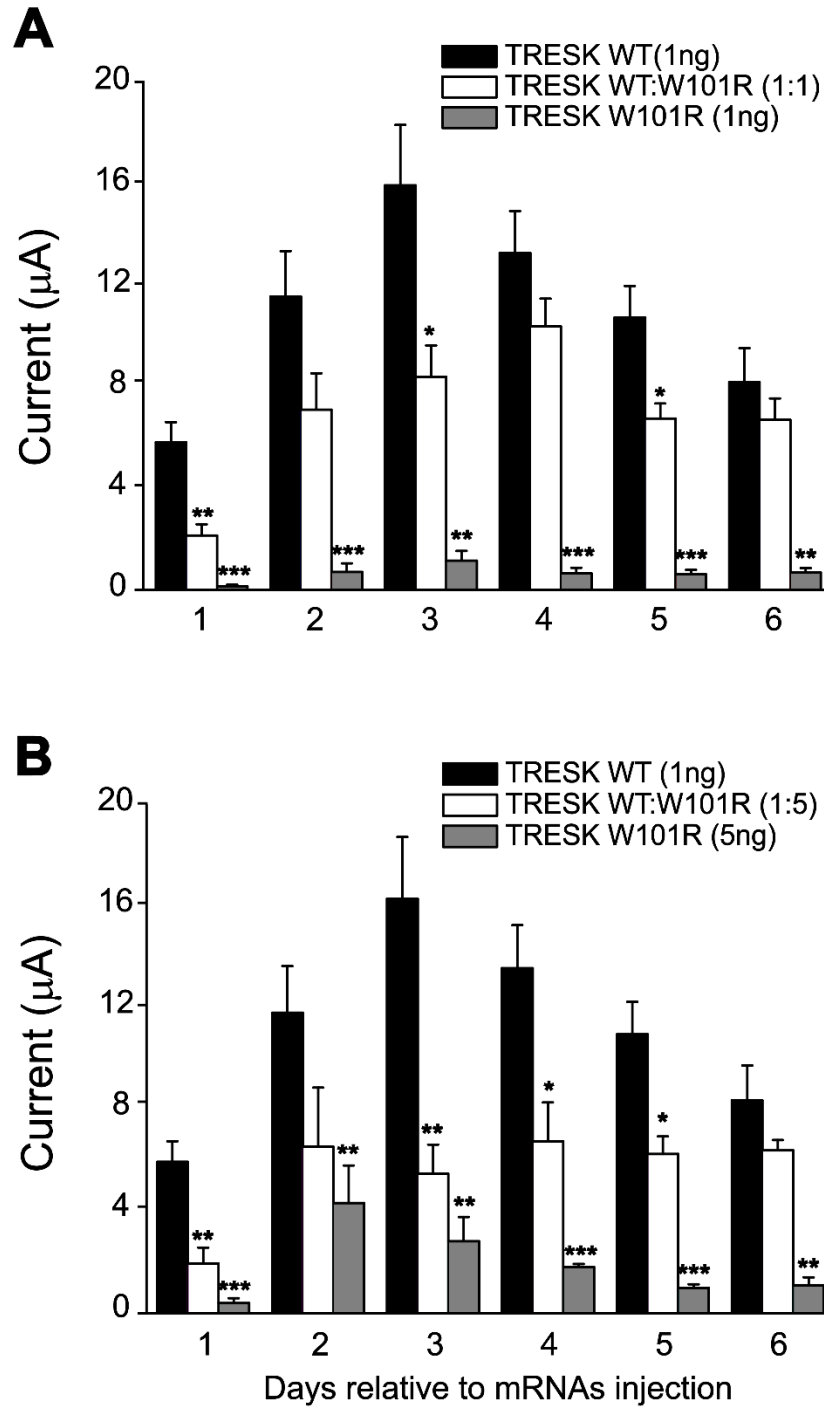 A
TRESK WT(1ng)
TRESK WT:W101R (1:1)
TRESK W101R (1ng)
Current (µA)
20
16
12
8
4
0
*
*
** *** *** ** *** *** **
1 2 3 4 5 6
B
TRESK WT (1ng)
TRESK WT:W101R (1:5)
TRESK W101R (5ng)
Current (µA)
20
16
12
8
4
0
*
** ** *
** *** ** *** *** **
1 2 3 4 5 6
Days relative to mRNAs injection